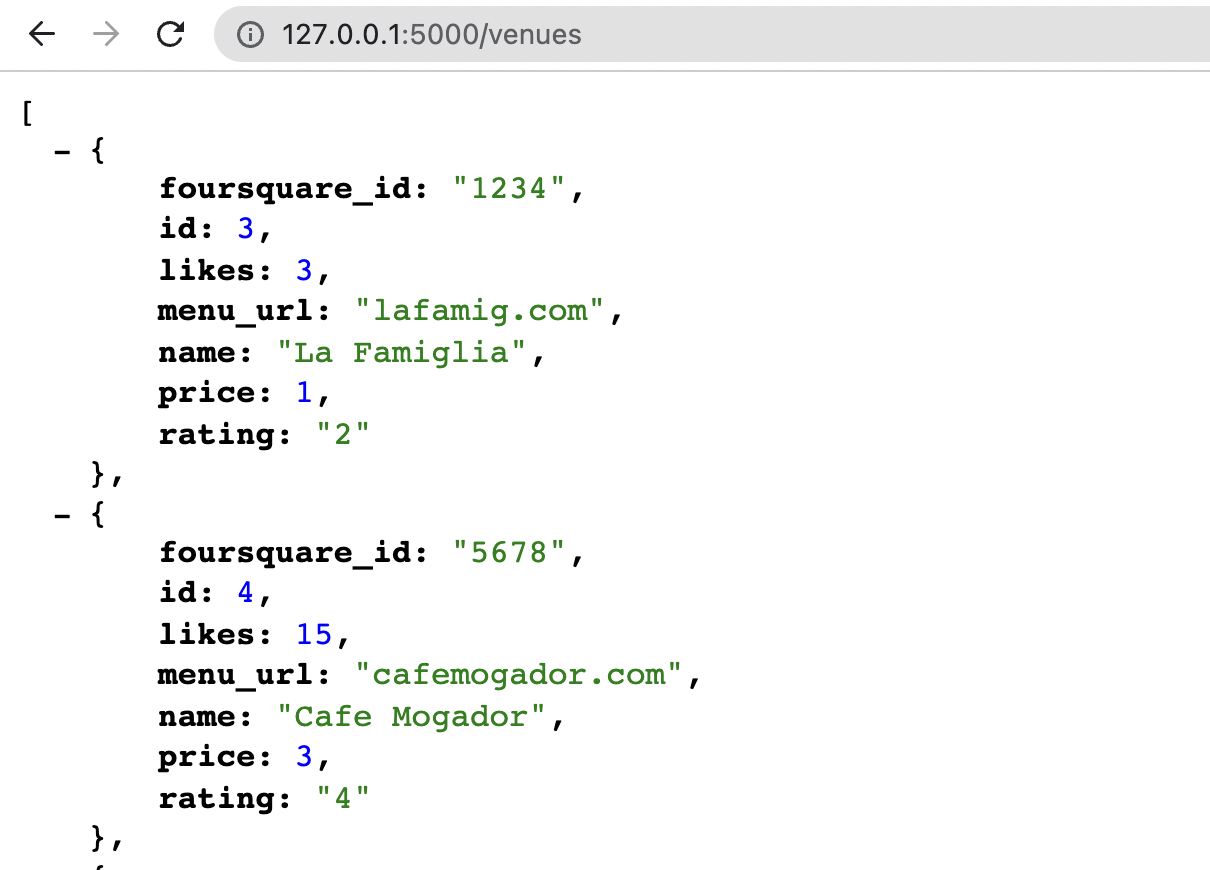 127.0.0.1:5000/venues
[
- {
foursquare_id: "1234",
id: 3,
likes: 3,
menu_url: "lafamig.com",
name: "La Famiglia",
price: 1,
rating: "2"
},
- {
foursquare_id: "5678",
id: 4,
likes: 15,
menu_url: "cafemogador.com",
name: "Cafe Mogador",
price: 3,
rating: "4"
},